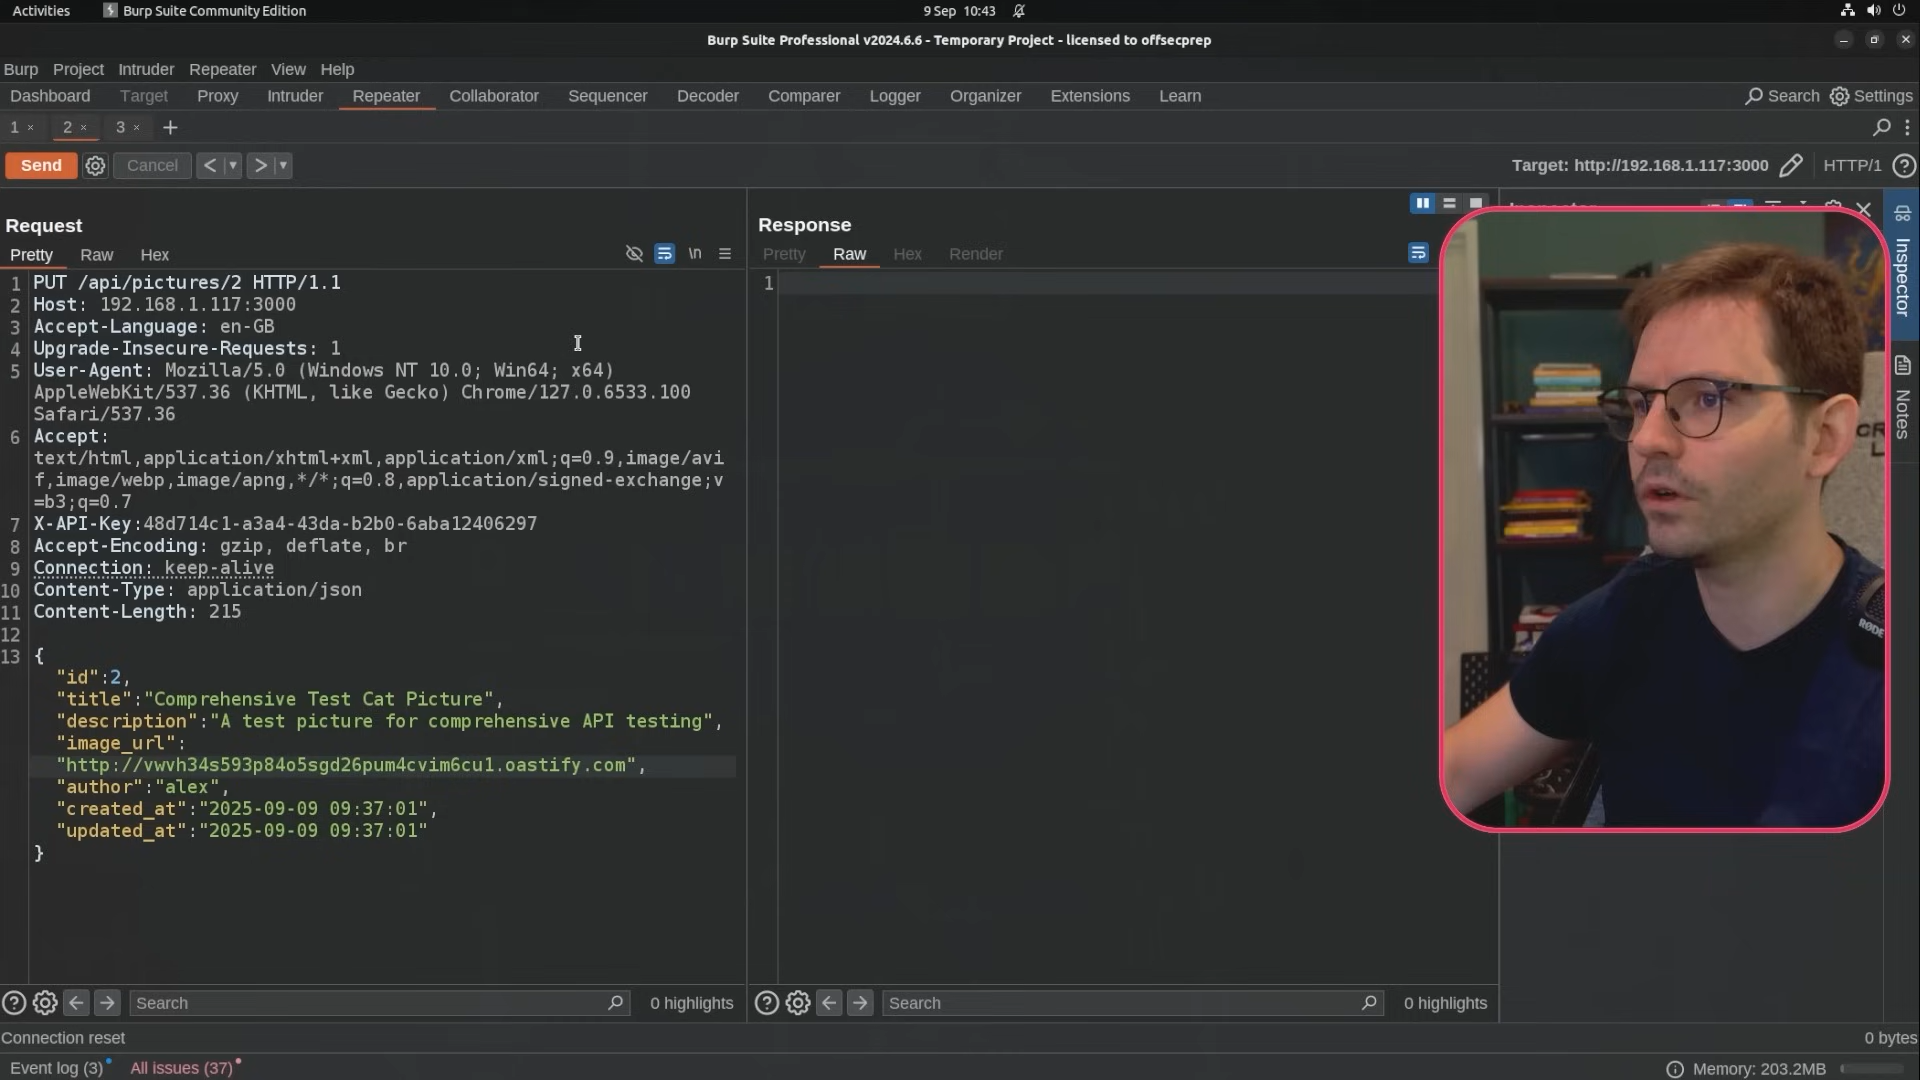 Activities Burp Suite Community Edition 9 Sep 10:43
Burp Suite Professional v2024.6.6 - Temporary Project - licensed to offsecprep
Burp Project Intruder Repeater View Help
Dashboard Target Proxy Intruder Repeater Collaborator Sequencer Decoder Comparer Logger Organizer Extensions Learn Search Settings
1 × 2 × 3 × +
Send Cancel < > Target: http://192.168.1.117:3000 HTTP/1
Request
Pretty Raw Hex \n
1 PUT /api/pictures/2 HTTP/1.1
2 Host: 192.168.1.117:3000
3 Accept-Language: en-GB
4 Upgrade-Insecure-Requests: 1
5 User-Agent: Mozilla/5.0 (Windows NT 10.0; Win64; x64)
AppleWebKit/537.36 (KHTML, like Gecko) Chrome/127.0.6533.100
Safari/537.36
6 Accept:
text/html,application/xhtml+xml,application/xml;q=0.9,image/avi
f,image/webp,image/apng,*/*;q=0.8,application/signed-exchange;v
=b3;q=0.7
7 X-API-Key:48d714c1-a3a4-43da-b2b0-6aba12406297
8 Accept-Encoding: gzip, deflate, br
9 Connection: keep-alive
10 Content-Type: application/json
11 Content-Length: 215
12
13 {
"id":2,
"title":"Comprehensive Test Cat Picture",
"description":"A test picture for comprehensive API testing",
"image_url":
"http://vwvh34s593p84o5sgd26pum4cvim6cu1.oastify.com",
"author":"alex",
"created_at":"2025-09-09 09:37:01",
"updated_at":"2025-09-09 09:37:01"
}
Response
Pretty Raw Hex Render
1
Inspector
Notes
RØDE
Search 0 highlights
Search 0 highlights
Connection reset 0 bytes
Event log (3) All issues (37) Memory: 203.2MB